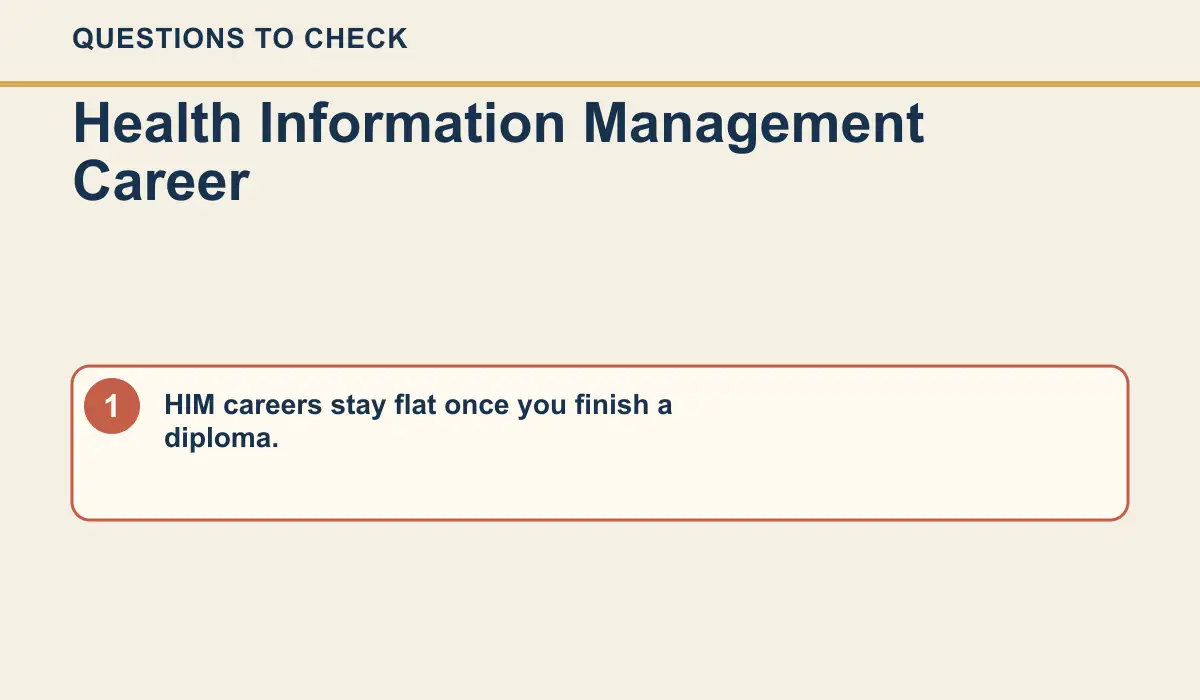 QUESTIONS TO CHECK
Health Information Management
Career
1
HIM careers stay flat once you finish a
diploma.